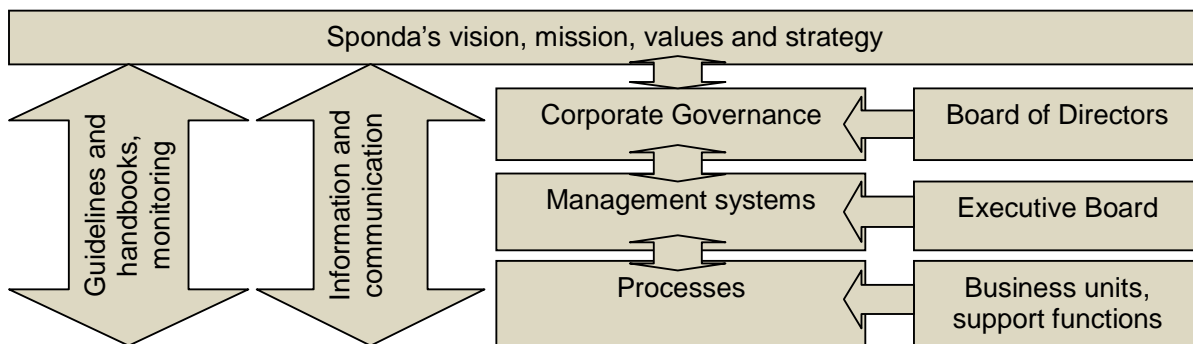 Sponda’s vision, mission, values and strategy
Guidelines and
handbooks,
monitoring
Information and
communication
Corporate Governance
Board of Directors
Management systems
Executive Board
Processes
Business units,
support functions